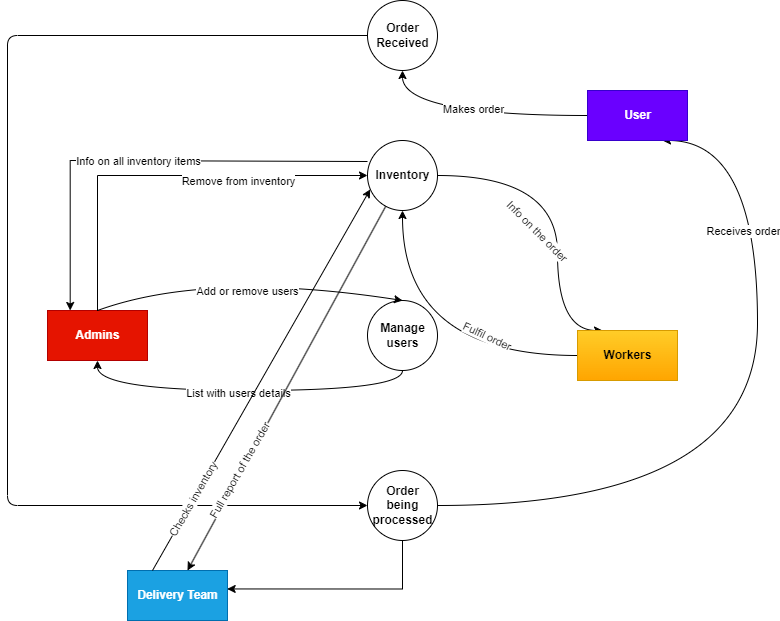 Order
Received
Makes order
User
Info on all inventory items
Inventory
Remove from inventory
Info on the order
Receives order
Add or remove users
Admins
Manage
users
Fulfil order
Workers
List with users details
Full report of the order
Checks inventory
Order
being
processed
Delivery Team